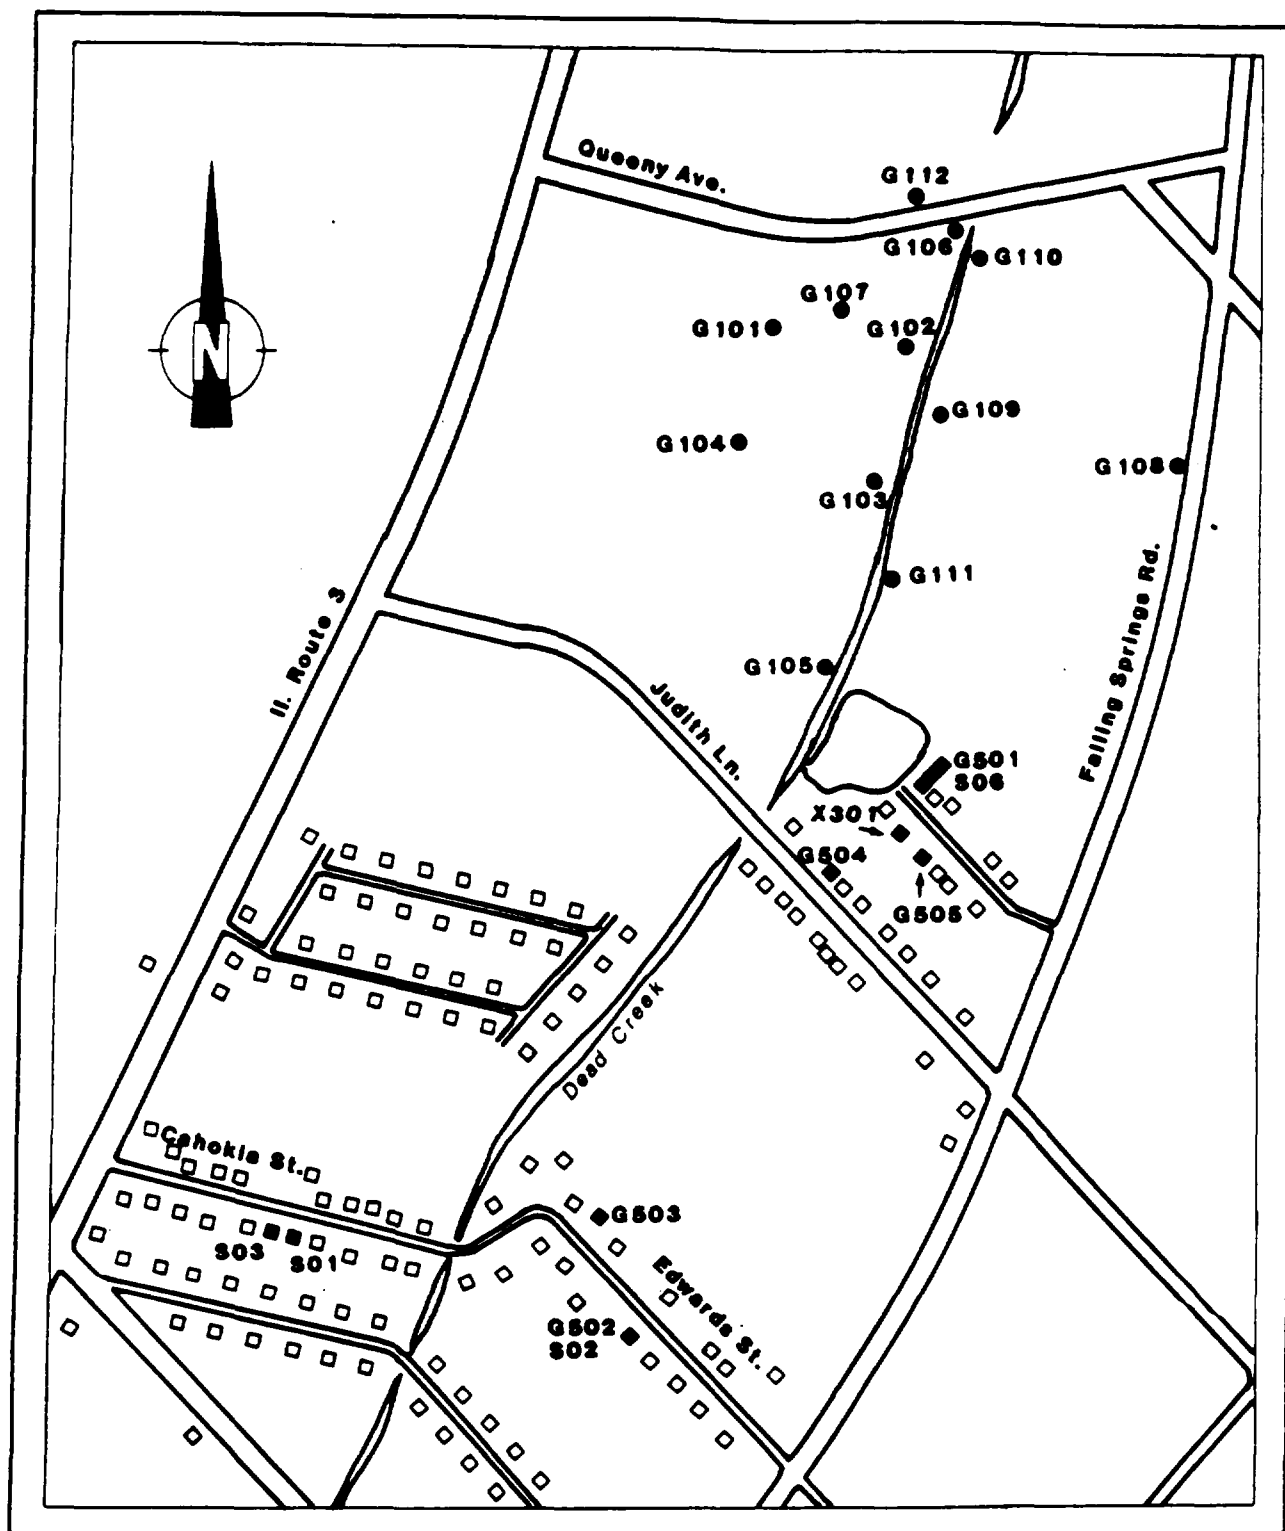 Queeny Ave.
G112
G106
G110
G107
G101
G102
N
G109
G104
G108
G103
G111
Il. Route 3
Falling Springs Rd.
G105
Judith Ln.
G501
S06
X301
G504
G505
Dead Creek
Cahokia St.
G503
S03
S01
Edwards St.
G502
S02